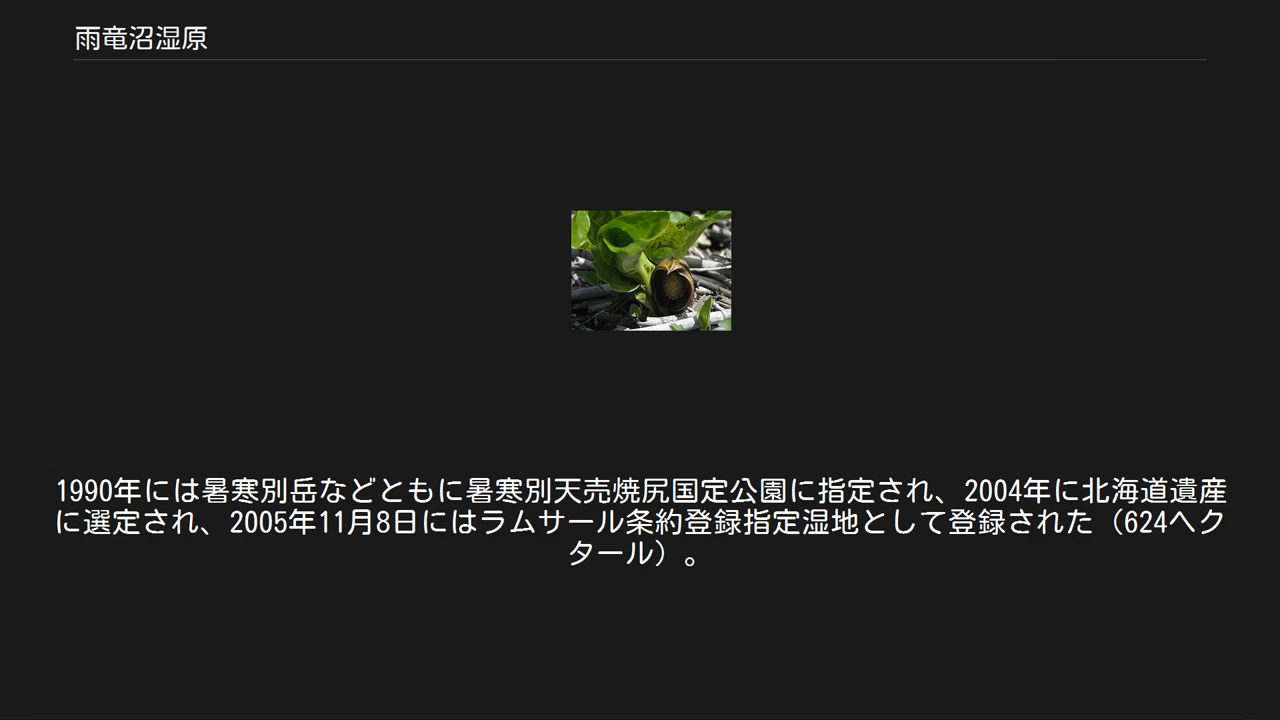 雨竜沼湿原
1990年には暑寒別岳などともに暑寒別天売焼尻国定公園に指定され、2004年に北海道遺産
に選定され、2005年11月8日にはラムサール条約登録指定湿地として登録された（624ヘク
タール）。